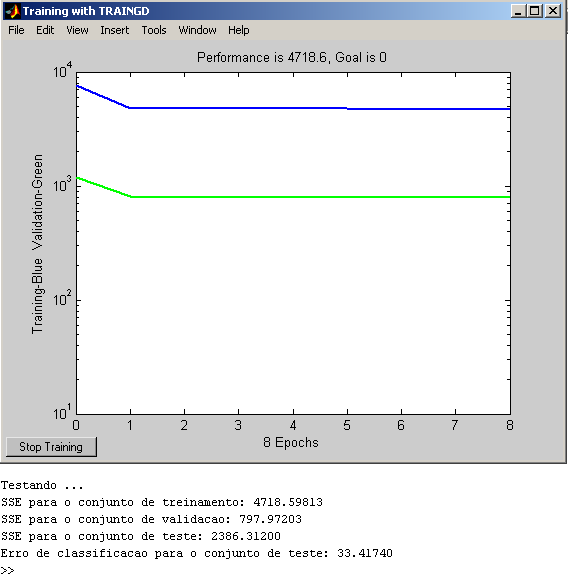 Training with TRAINGD
File Edit View Insert Tools Window Help
Performance is 4718.6, Goal is 0
10^4
10^3
10^2
10^1
Training-Blue Validation-Green
0 1 2 3 4 5 6 7 8
8 Epochs
Stop Training
Testando ...
SSE para o conjunto de treinamento: 4718.59813
SSE para o conjunto de validacao: 797.97203
SSE para o conjunto de teste: 2386.31200
Erro de classificacao para o conjunto de teste: 33.41740
>>